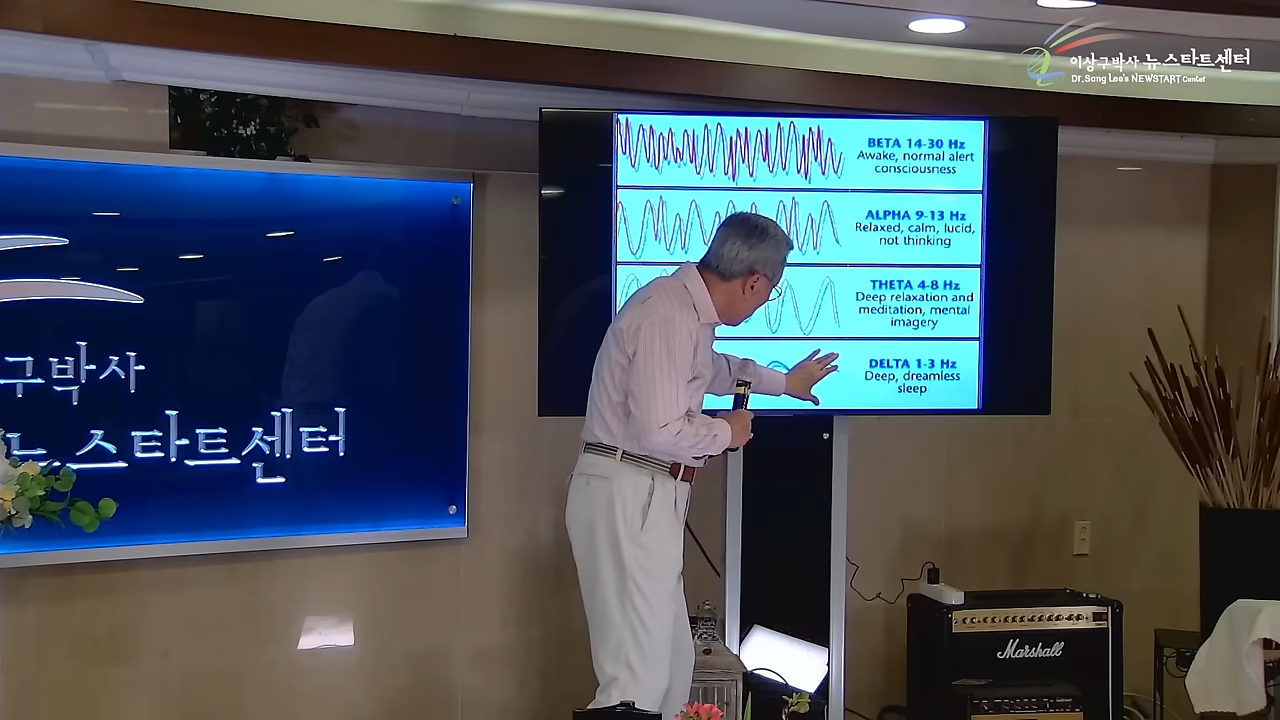 이상구박사 뉴스타트센터
Dr. Sang Lee's NEWSTART Center
BETA 14-30 Hz
Awake, normal alert
consciousness
ALPHA 9-13 Hz
Relaxed, calm, lucid,
not thinking
THETA 4-8 Hz
Deep relaxation and
meditation, mental
imagery
DELTA 1-3 Hz
Deep, dreamless
sleep
구박사
뉴스타트센터
Marshall